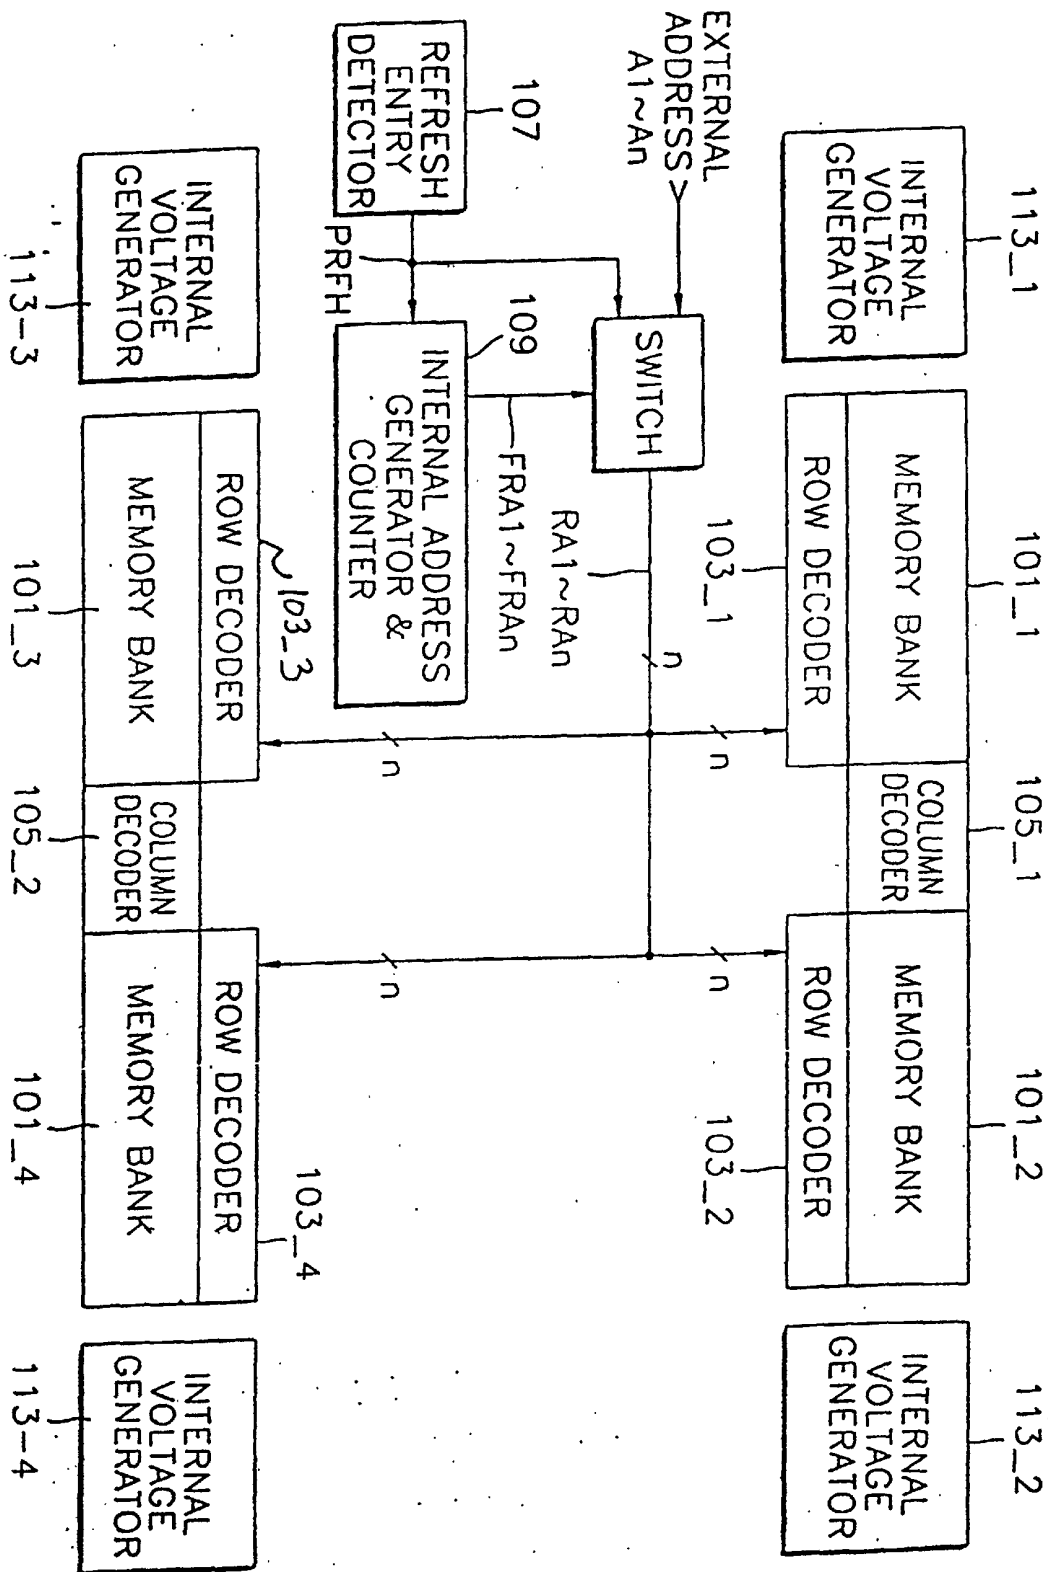 113_1
101_1
105_1
101_2
113_2
INTERNAL
VOLTAGE
GENERATOR
MEMORY BANK
ROW DECODER
COLUMN
DECODER
MEMORY BANK
ROW DECODER
INTERNAL
VOLTAGE
GENERATOR
103_1
103_2
EXTERNAL
ADDRESS
A1~An
SWITCH
RA1~RAn
n
n
n
FRA1~FRAn
107
109
REFRESH
ENTRY
DETECTOR
PRFH
INTERNAL ADDRESS
GENERATOR &
COUNTER
n
n
103_3
103_4
INTERNAL
VOLTAGE
GENERATOR
ROW DECODER
MEMORY BANK
COLUMN
DECODER
ROW DECODER
MEMORY BANK
INTERNAL
VOLTAGE
GENERATOR
113-3
101_3
105_2
101_4
113-4